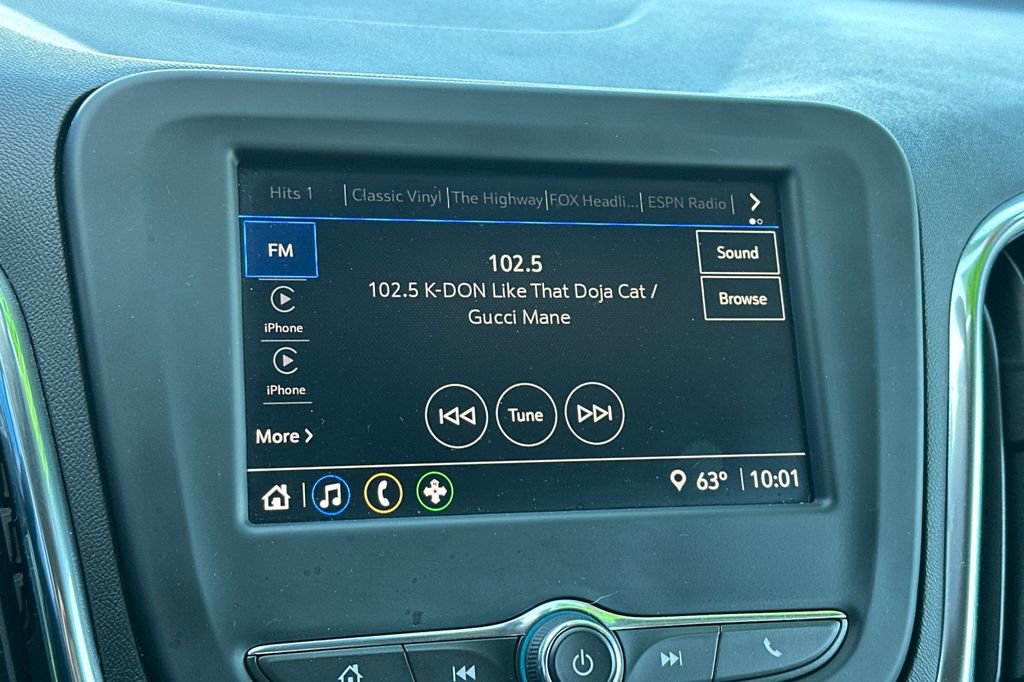 Hits 1 Classic Vinyl The Highway FOX Headli... ESPN Radio
FM
102.5
Sound
102.5 K-DON Like That Doja Cat /
Gucci Mane
Browse
iPhone
iPhone
Tune
More
63° 10:01